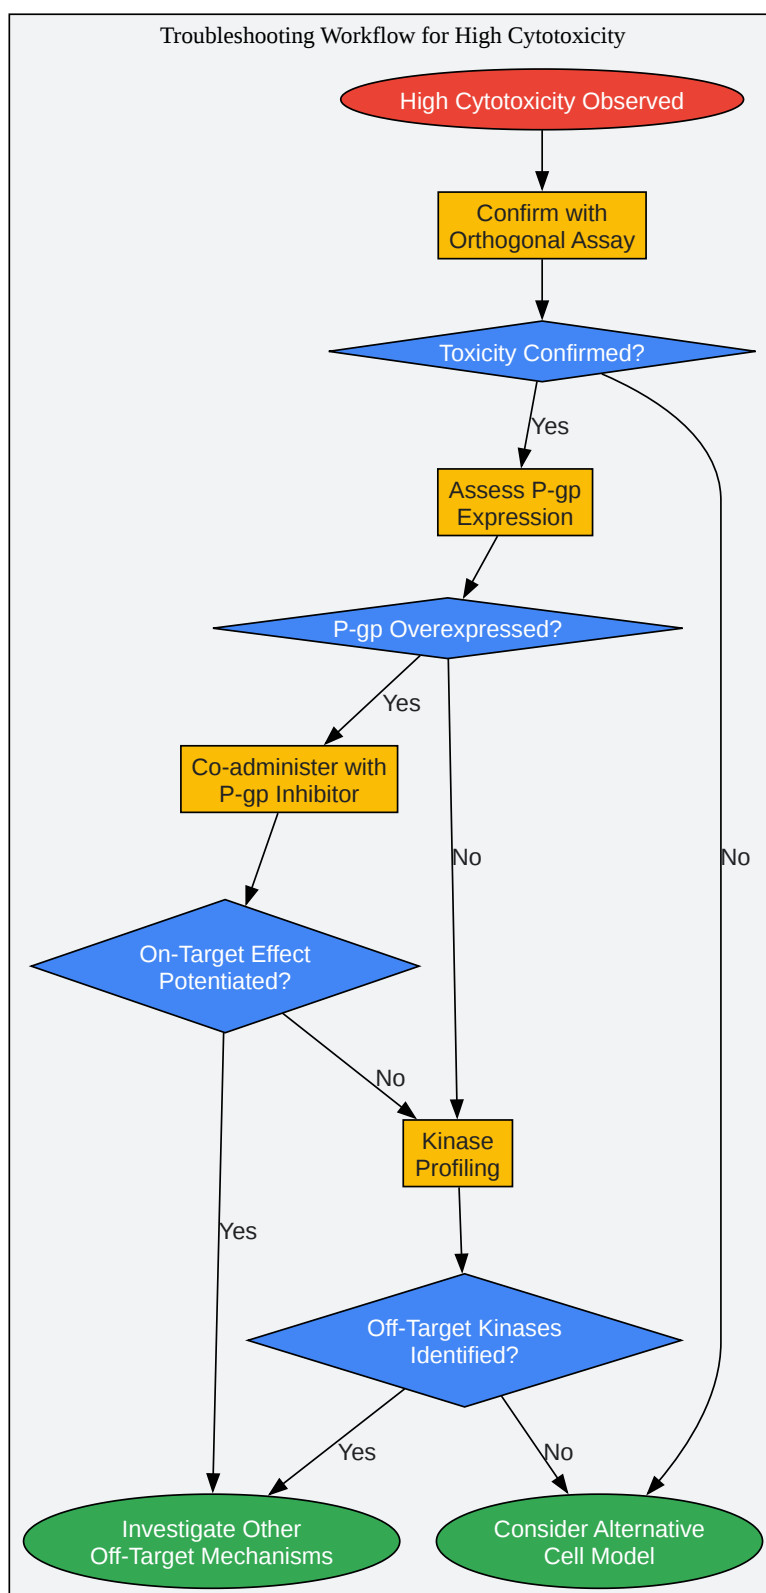 Troubleshooting Workflow for High Cytotoxicity
High Cytotoxicity Observed
Confirm with
Orthogonal Assay
Toxicity Confirmed?
Yes
Assess P-gp
Expression
P-gp Overexpressed?
Yes
Co-administer with
P-gp Inhibitor
No
No
On-Target Effect
Potentiated?
No
Kinase
Profiling
Yes
Off-Target Kinases
Identified?
Yes
No
Investigate Other
Off-Target Mechanisms
Consider Alternative
Cell Model